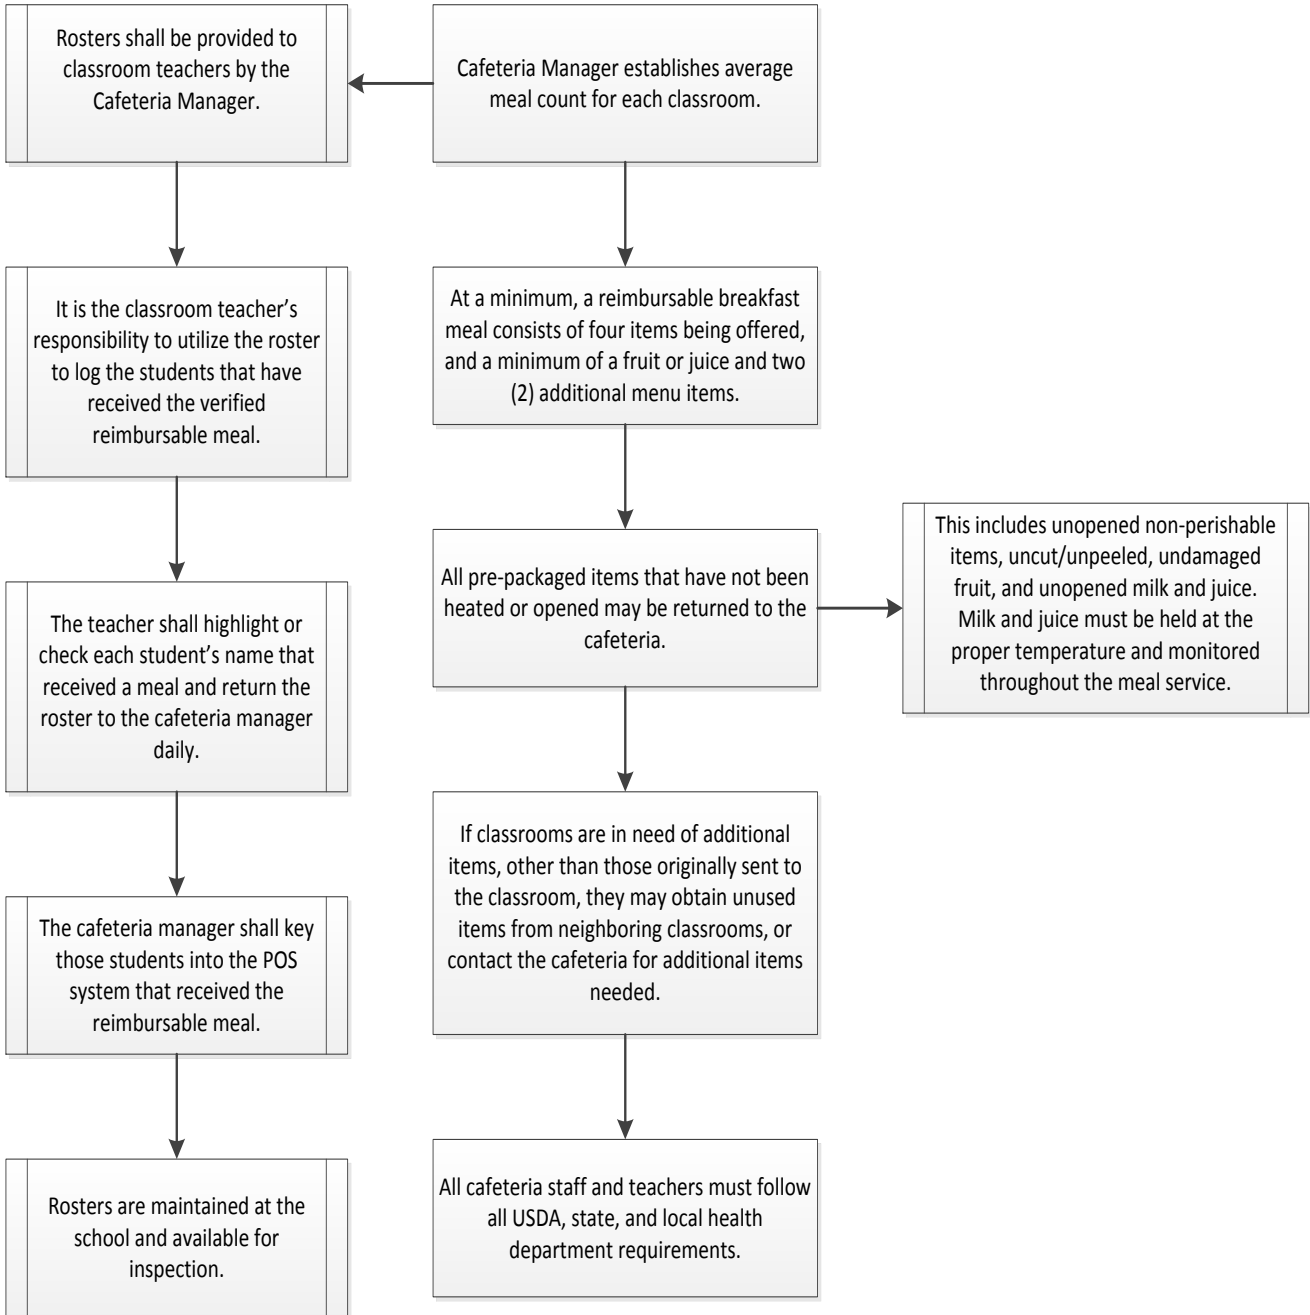 Rosters shall be provided to
classroom teachers by the
Cafeteria Manager.
Cafeteria Manager establishes average
meal count for each classroom.
It is the classroom teacher’s
responsibility to utilize the roster
to log the students that have
received the verified
reimbursable meal.
At a minimum, a reimbursable breakfast
meal consists of four items being offered,
and a minimum of a fruit or juice and two
(2) additional menu items.
All pre-packaged items that have not been
heated or opened may be returned to the
cafeteria.
This includes unopened non-perishable
items, uncut/unpeeled, undamaged
fruit, and unopened milk and juice.
Milk and juice must be held at the
proper temperature and monitored
throughout the meal service.
The teacher shall highlight or
check each student’s name that
received a meal and return the
roster to the cafeteria manager
daily.
If classrooms are in need of additional
items, other than those originally sent to
the classroom, they may obtain unused
items from neighboring classrooms, or
contact the cafeteria for additional items
needed.
The cafeteria manager shall key
those students into the POS
system that received the
reimbursable meal.
Rosters are maintained at the
school and available for
inspection.
All cafeteria staff and teachers must follow
all USDA, state, and local health
department requirements.